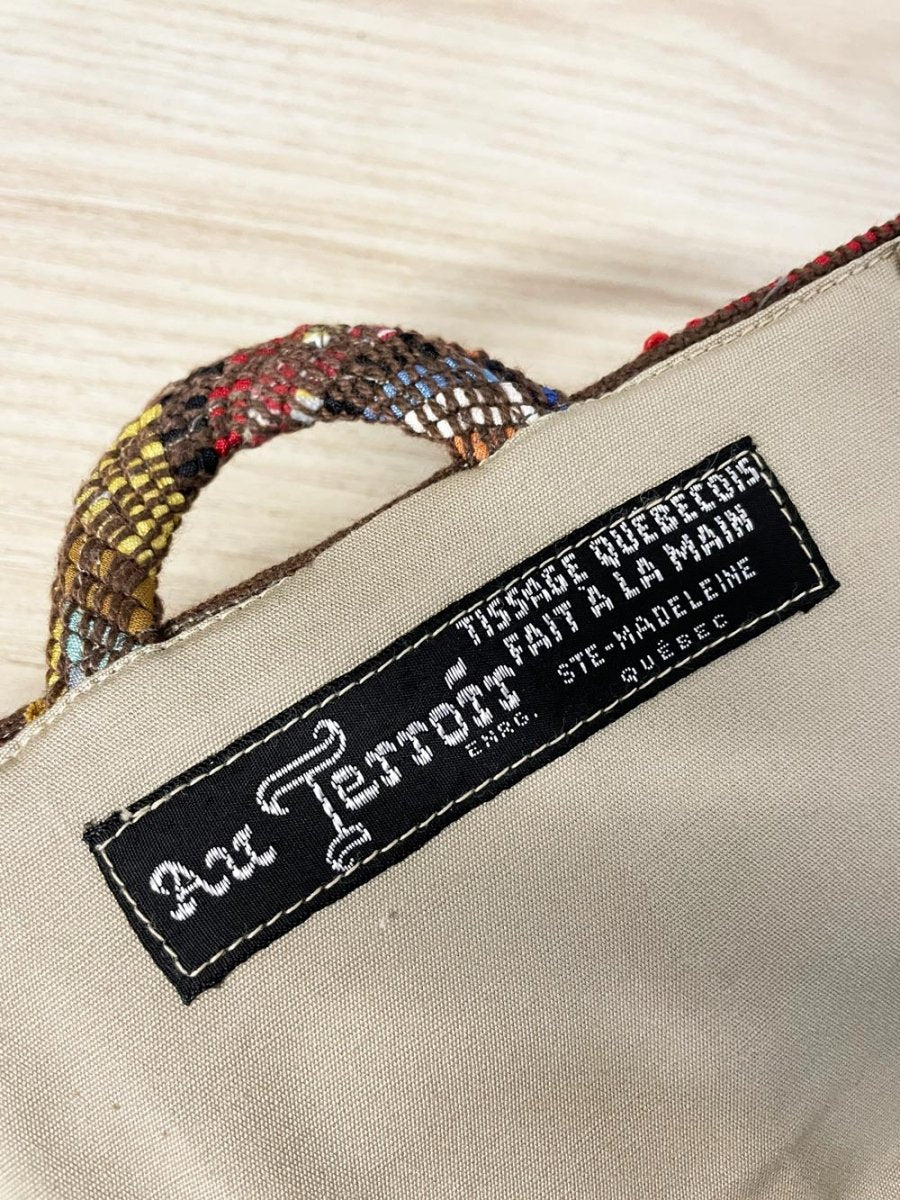 Au Terroir
ENRG.
TISSAGE QUEBECOIS
FAIT À LA MAIN
STE-MADELEINE
QUÉBEC